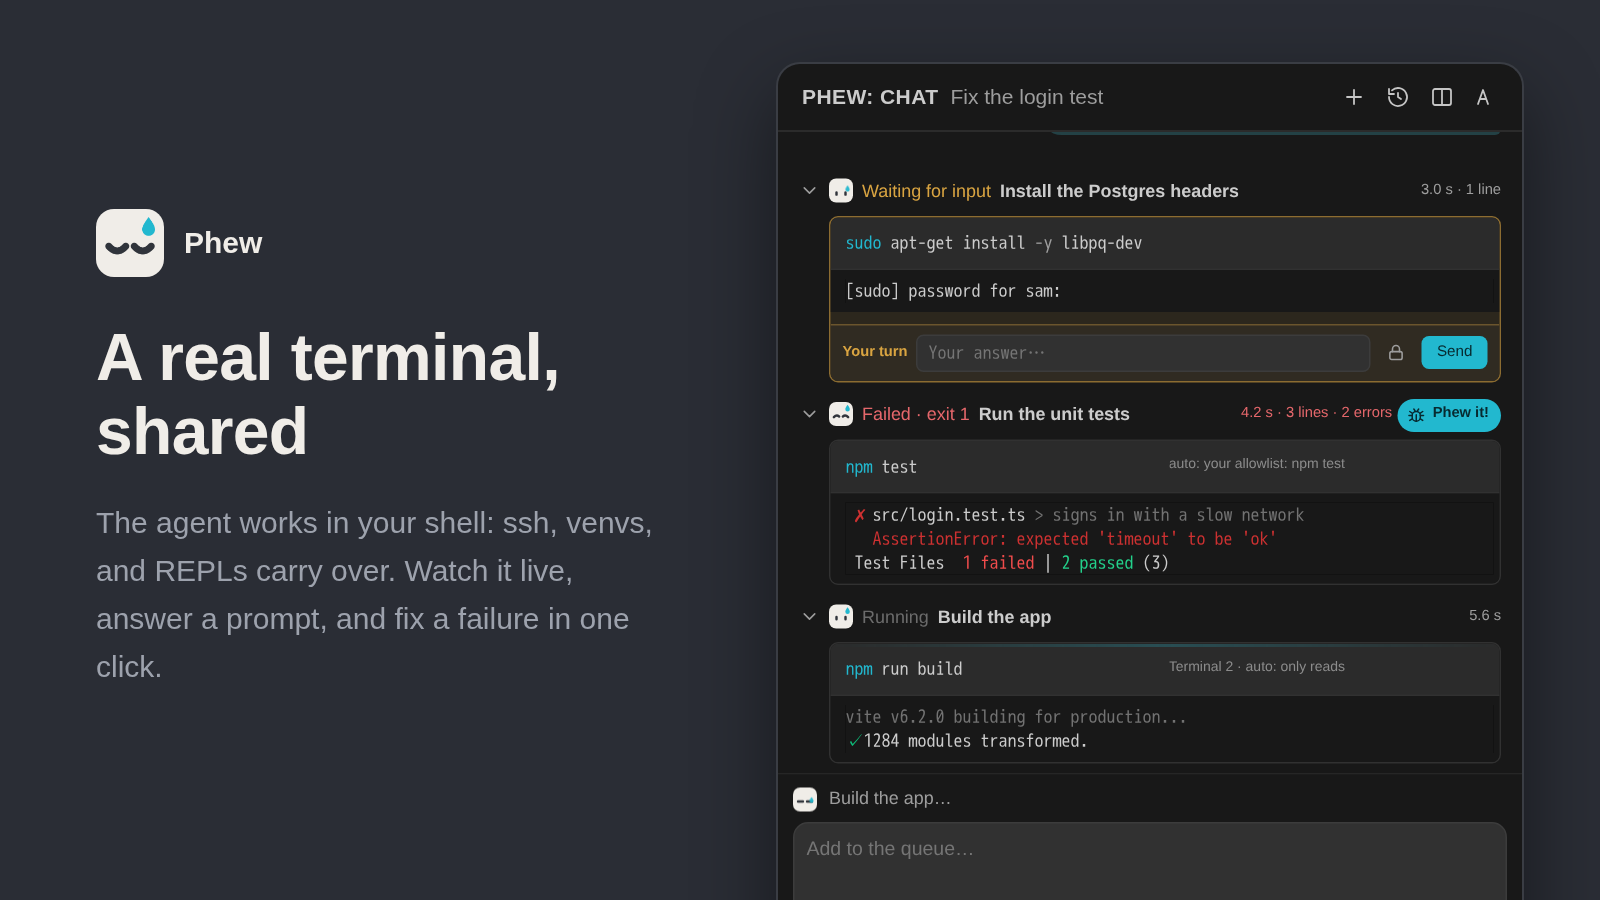 Phew
A real terminal,
shared
The agent works in your shell: ssh, venvs,
and REPLs carry over. Watch it live,
answer a prompt, and fix a failure in one
click.
PHEW: CHAT Fix the login test
Waiting for input Install the Postgres headers 3.0 s · 1 line
sudo apt-get install -y libpq-dev
[sudo] password for sam:
Your turn Your answer··· Send
Failed · exit 1 Run the unit tests 4.2 s · 3 lines · 2 errors Phew it!
npm test auto: your allowlist: npm test
✗ src/login.test.ts > signs in with a slow network
AssertionError: expected 'timeout' to be 'ok'
Test Files 1 failed | 2 passed (3)
Running Build the app 5.6 s
npm run build Terminal 2 · auto: only reads
vite v6.2.0 building for production...
✓1284 modules transformed.
Build the app…
Add to the queue…